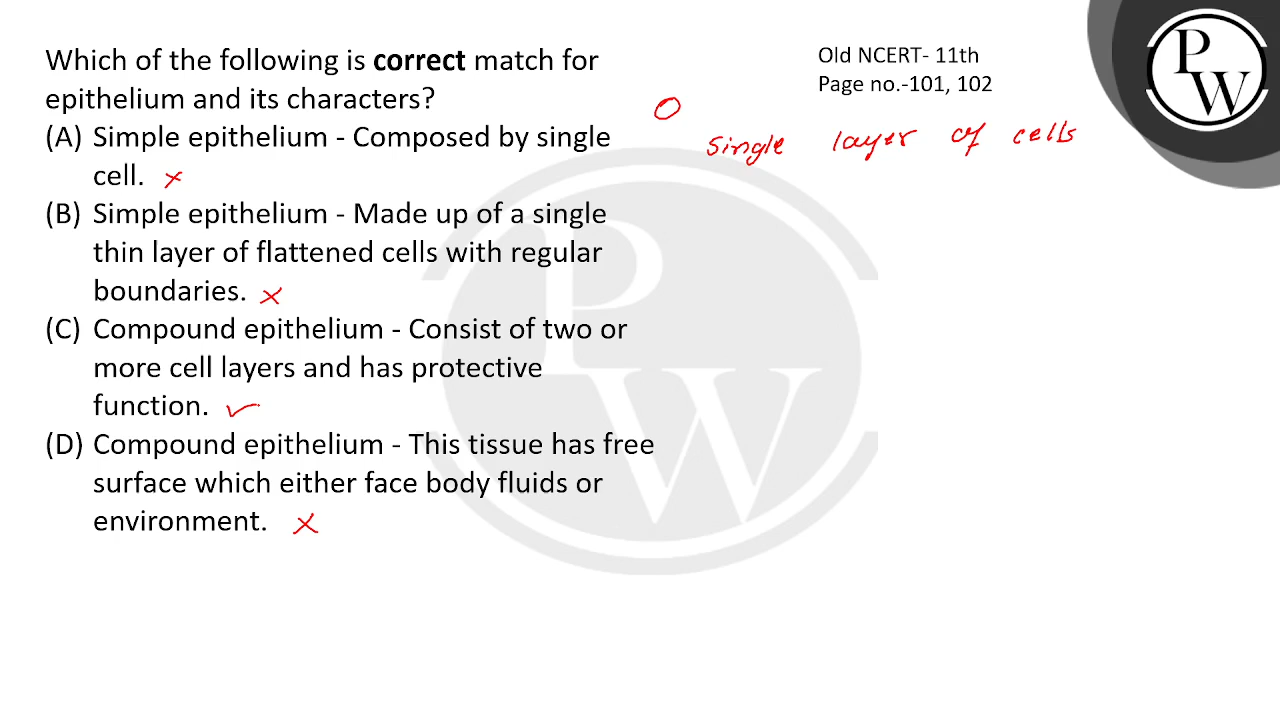 Which of the following is correct match for
epithelium and its characters?
(A) Simple epithelium - Composed by single
cell. ×
(B) Simple epithelium - Made up of a single
thin layer of flattened cells with regular
boundaries. ×
(C) Compound epithelium - Consist of two or
more cell layers and has protective
function. ✓
(D) Compound epithelium - This tissue has free
surface which either face body fluids or
environment. ×
Old NCERT- 11th
Page no.-101, 102
single layer of cells
P
W
P
W